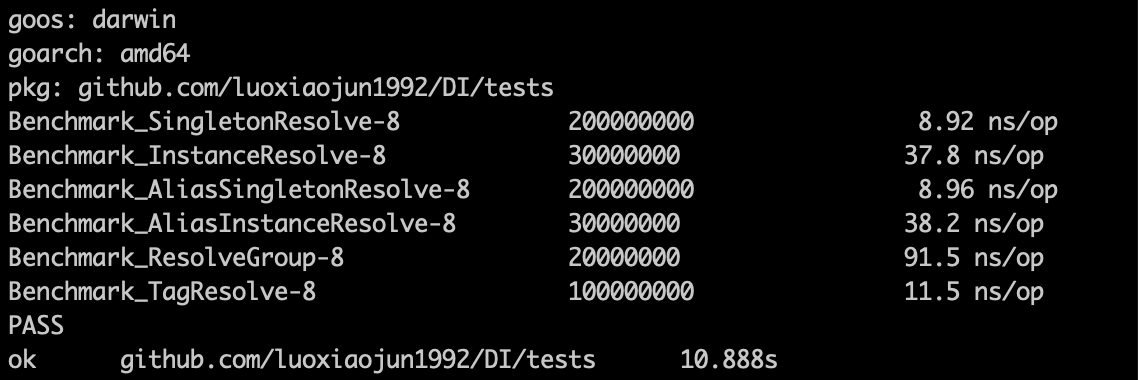 goos: darwin
goarch: amd64
pkg: github.com/luoxiaojun1992/DI/tests
Benchmark_SingletonResolve-8 200000000 8.92 ns/op
Benchmark_InstanceResolve-8 30000000 37.8 ns/op
Benchmark_AliasSingletonResolve-8 200000000 8.96 ns/op
Benchmark_AliasInstanceResolve-8 30000000 38.2 ns/op
Benchmark_ResolveGroup-8 20000000 91.5 ns/op
Benchmark_TagResolve-8 100000000 11.5 ns/op
PASS
ok github.com/luoxiaojun1992/DI/tests 10.888s